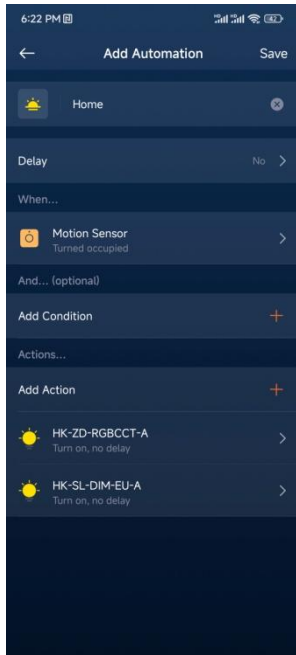 6:22 PM
42
Add Automation
Save
Home
Delay
No
When...
Motion Sensor
Turned occupied
And... (optional)
Add Condition
Actions...
Add Action
HK-ZD-RGBCCT-A
Turn on, no delay
HK-SL-DIM-EU-A
Turn on, no delay